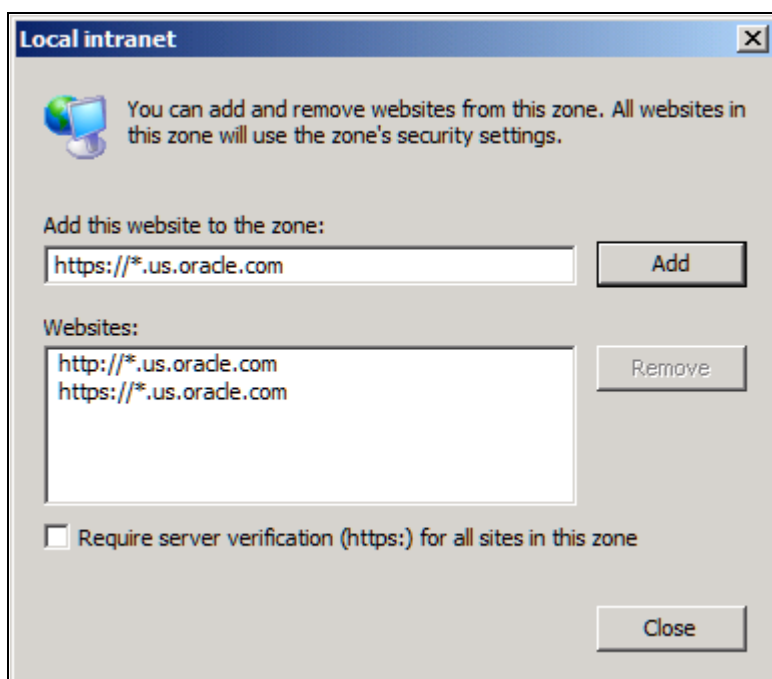 Local intranet
You can add and remove websites from this zone. All websites in
this zone will use the zone's security settings.
Add this website to the zone:
https://*.us.oracle.com
Add
Websites:
http://*.us.oracle.com
Remove
https://*.us.oracle.com
Require server verification (https:) for all sites in this zone
Close